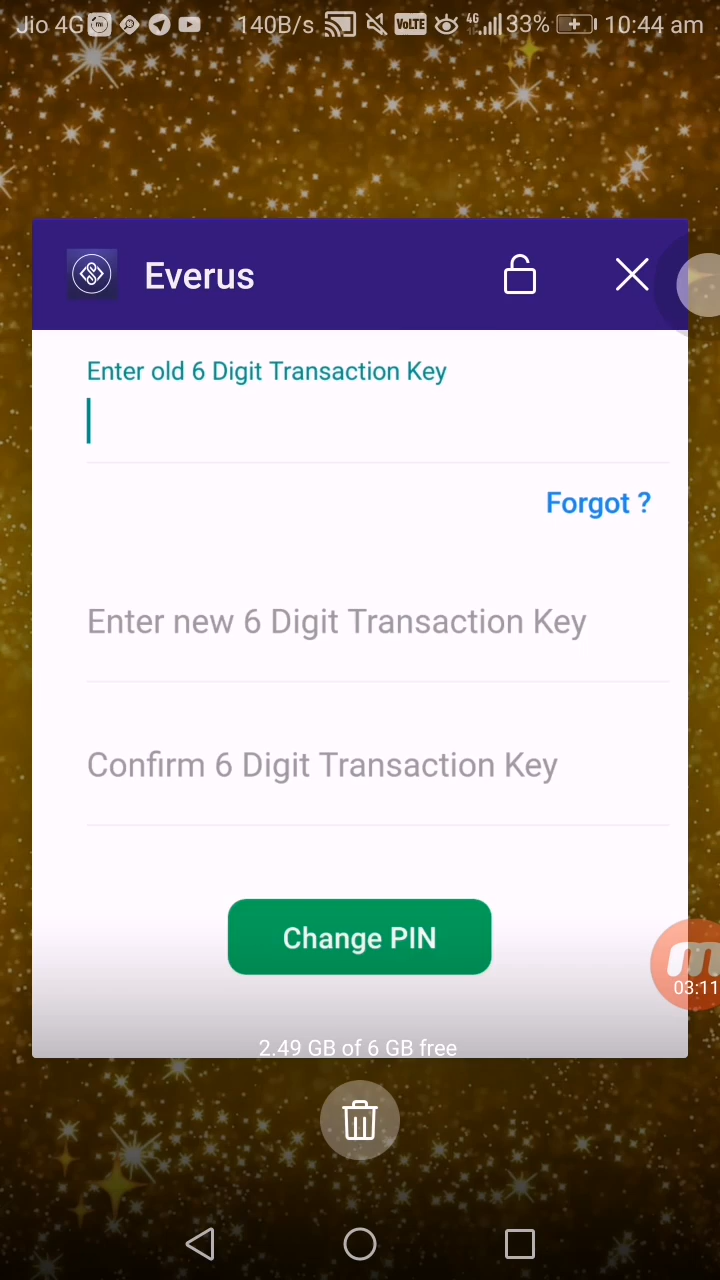 Jio 4G 140B/s VoLTE 4G 33% 10:44 am
Everus
Enter old 6 Digit Transaction Key
Forgot ?
Enter new 6 Digit Transaction Key
Confirm 6 Digit Transaction Key
Change PIN
03:11
2.49 GB of 6 GB free